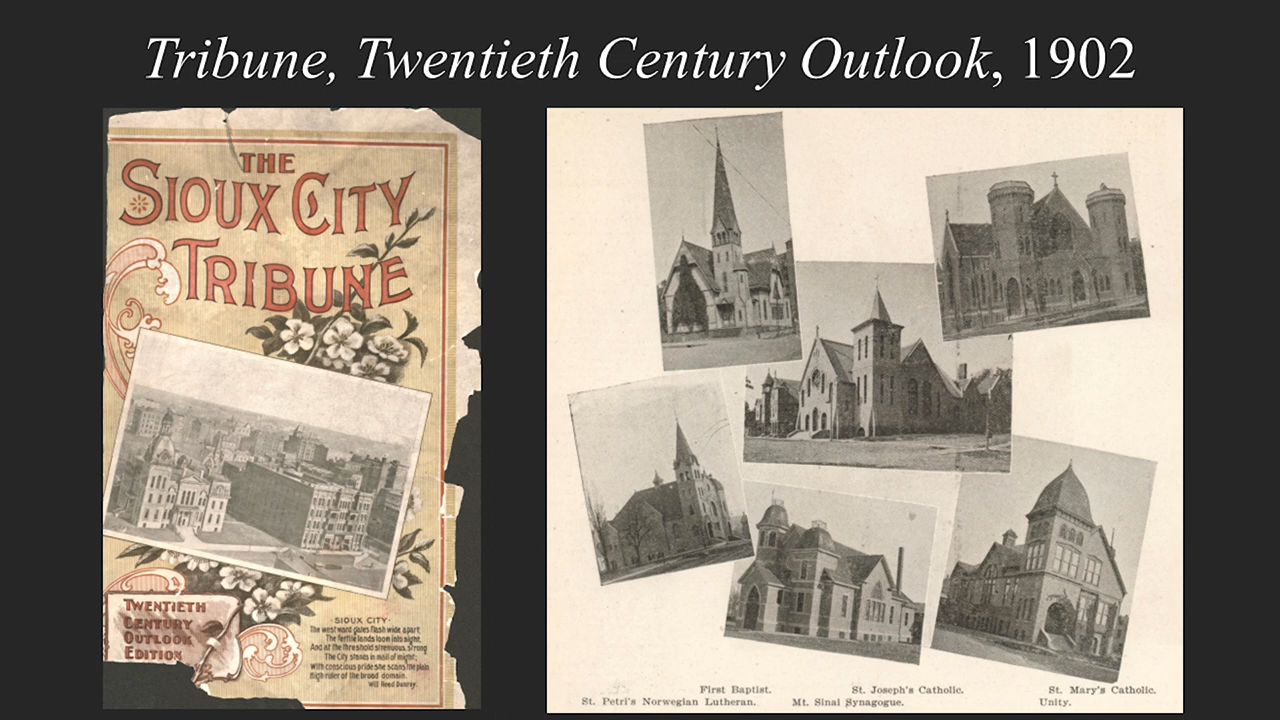 Tribune, Twentieth Century Outlook, 1902
THE
SIOUX CITY
TRIBUNE
TWENTIETH
CENTURY
OUTLOOK
EDITION
-SIOUX CITY-
The westward gates flash wide apart,
The fertile lands loom into sight,
And at the threshold strenuous, strong
The City stands in mail of might;
With conscious pride she scans the plain
High ruler of the broad domain.
Will Reed Dunroy.
First Baptist. St. Joseph's Catholic. St. Mary's Catholic.
St. Petri's Norwegian Lutheran. Mt. Sinai Synagogue. Unity.